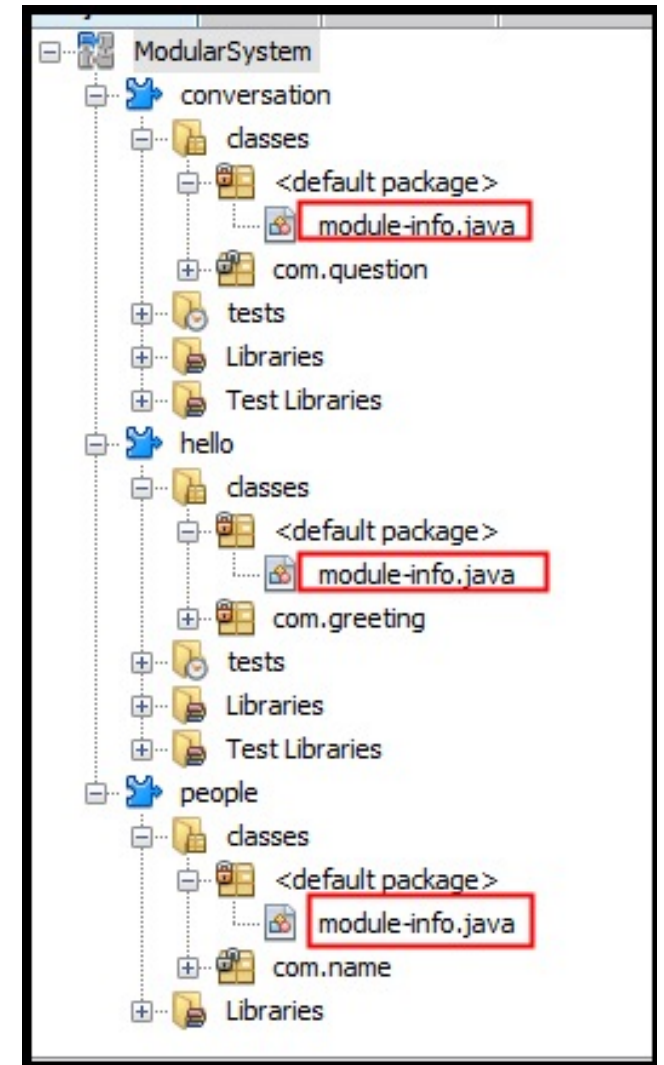 ModularSystem
conversation
classes
<default package>
module-info.java
com.question
tests
Libraries
Test Libraries
hello
classes
<default package>
module-info.java
com.greeting
tests
Libraries
Test Libraries
people
classes
<default package>
module-info.java
com.name
Libraries